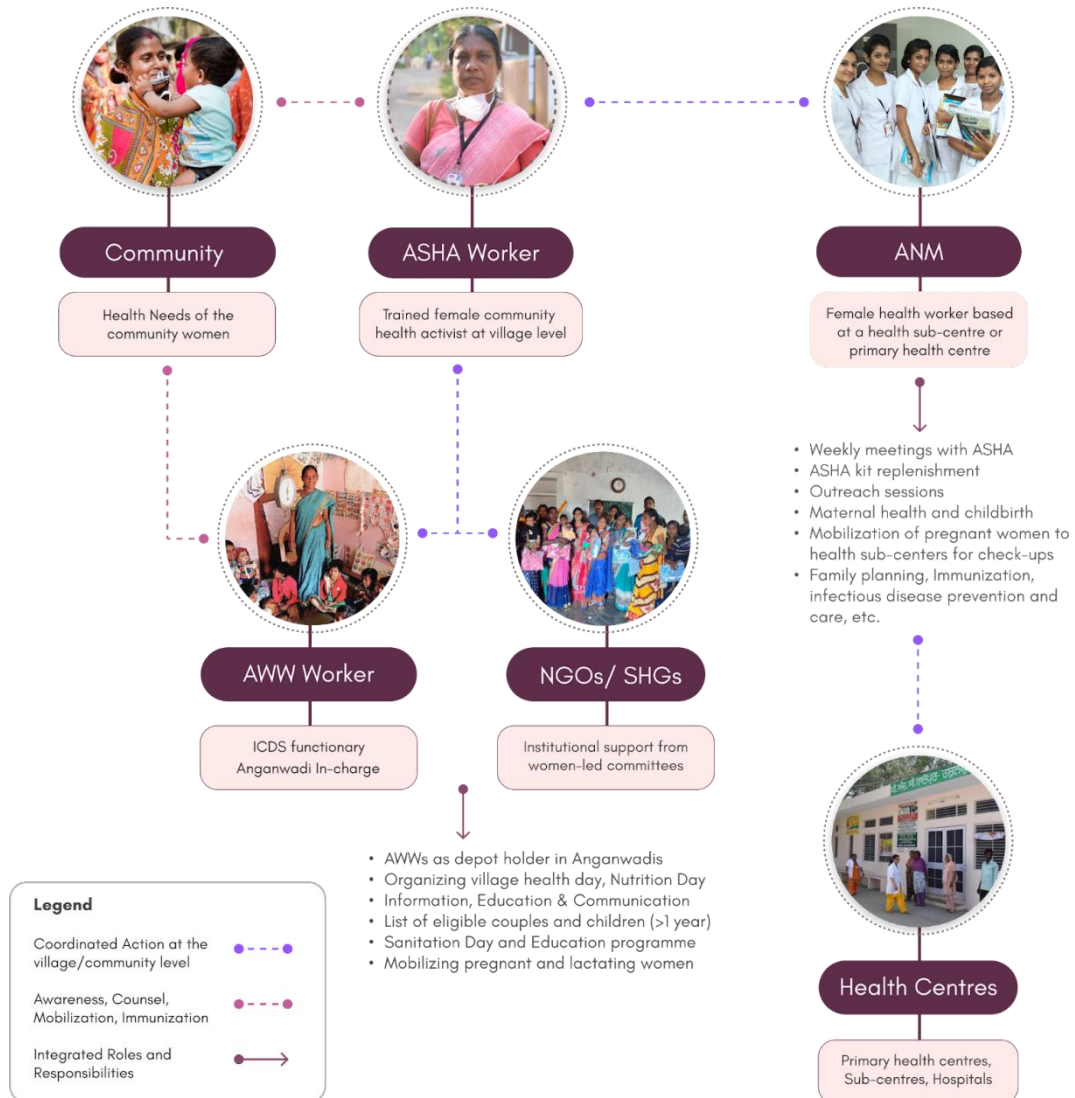 Community
Health Needs of the
community women
ASHA Worker
Trained female community
health activist at village level
ANM
Female health worker based
at a health sub-centre or
primary health centre
• Weekly meetings with ASHA
• ASHA kit replenishment
• Outreach sessions
• Maternal health and childbirth
• Mobilization of pregnant women to
health sub-centers for check-ups
• Family planning, Immunization,
infectious disease prevention and
care, etc.
AWW Worker
ICDS functionary
Anganwadi In-charge
NGOs/ SHGs
Institutional support from
women-led committees
• AWWs as depot holder in Anganwadis
• Organizing village health day, Nutrition Day
• Information, Education & Communication
• List of eligible couples and children (>1 year)
• Sanitation Day and Education programme
• Mobilizing pregnant and lactating women
Health Centres
Primary health centres,
Sub-centres, Hospitals
Legend
Coordinated Action at the
village/community level
Awareness, Counsel,
Mobilization, Immunization
Integrated Roles and
Responsibilities